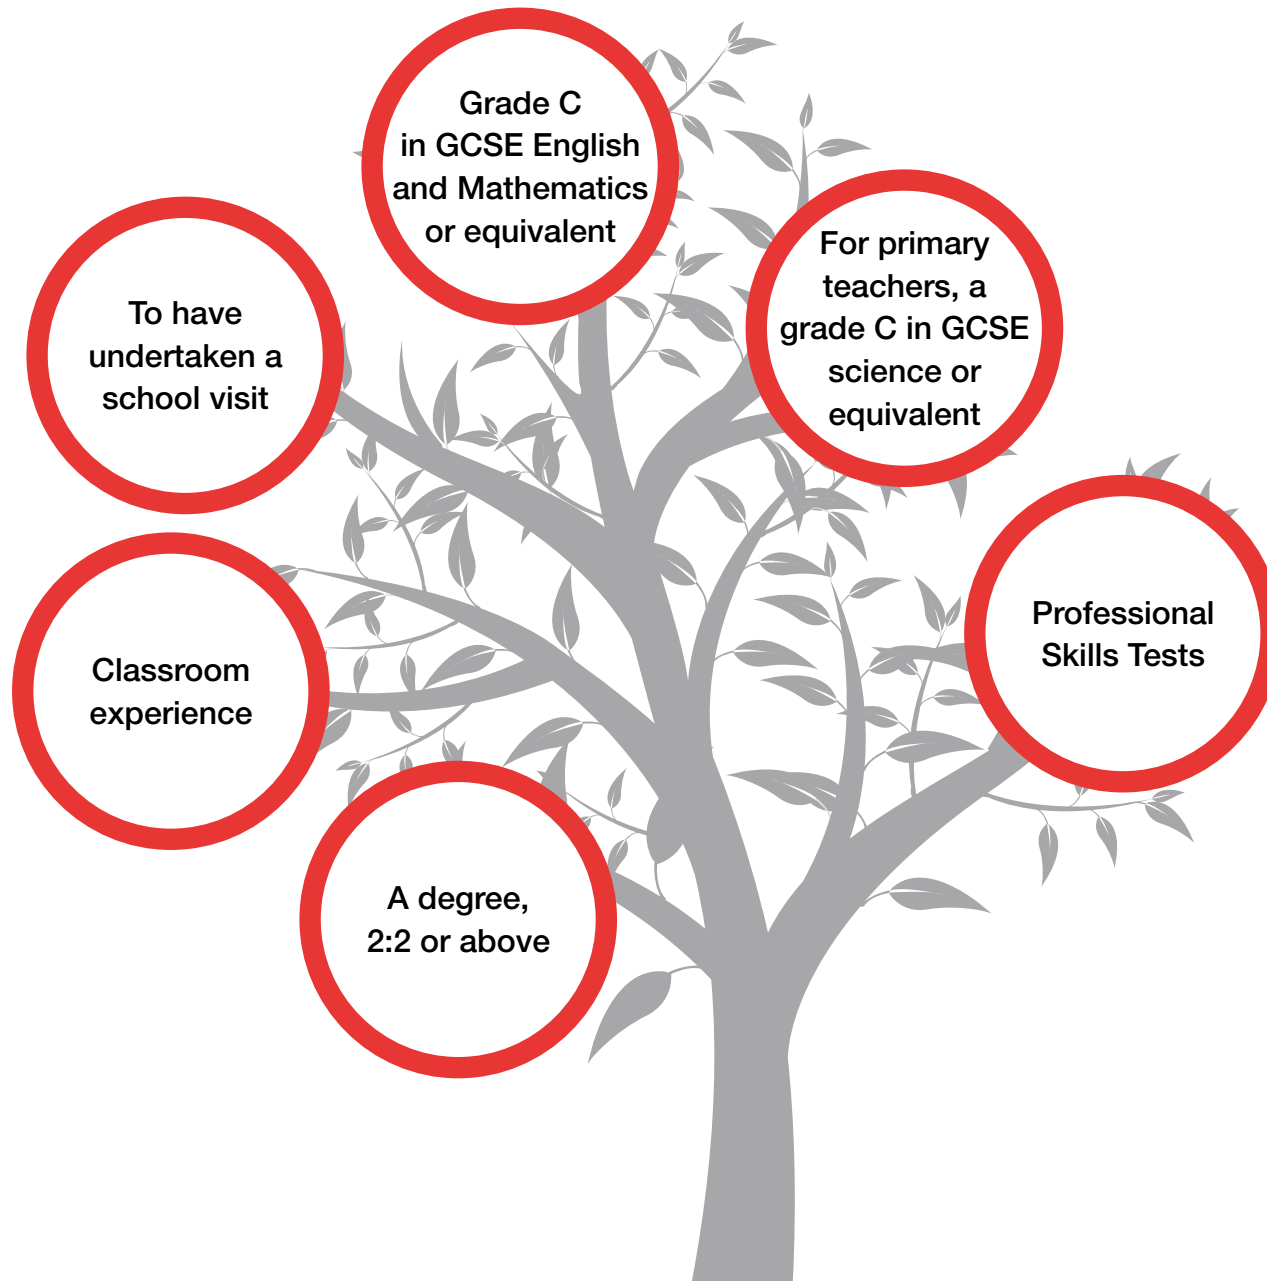 Grade C
in GCSE English
and Mathematics
or equivalent
For primary
teachers, a
grade C in GCSE
science or
equivalent
To have
undertaken a
school visit
Professional
Skills Tests
Classroom
experience
A degree,
2:2 or above